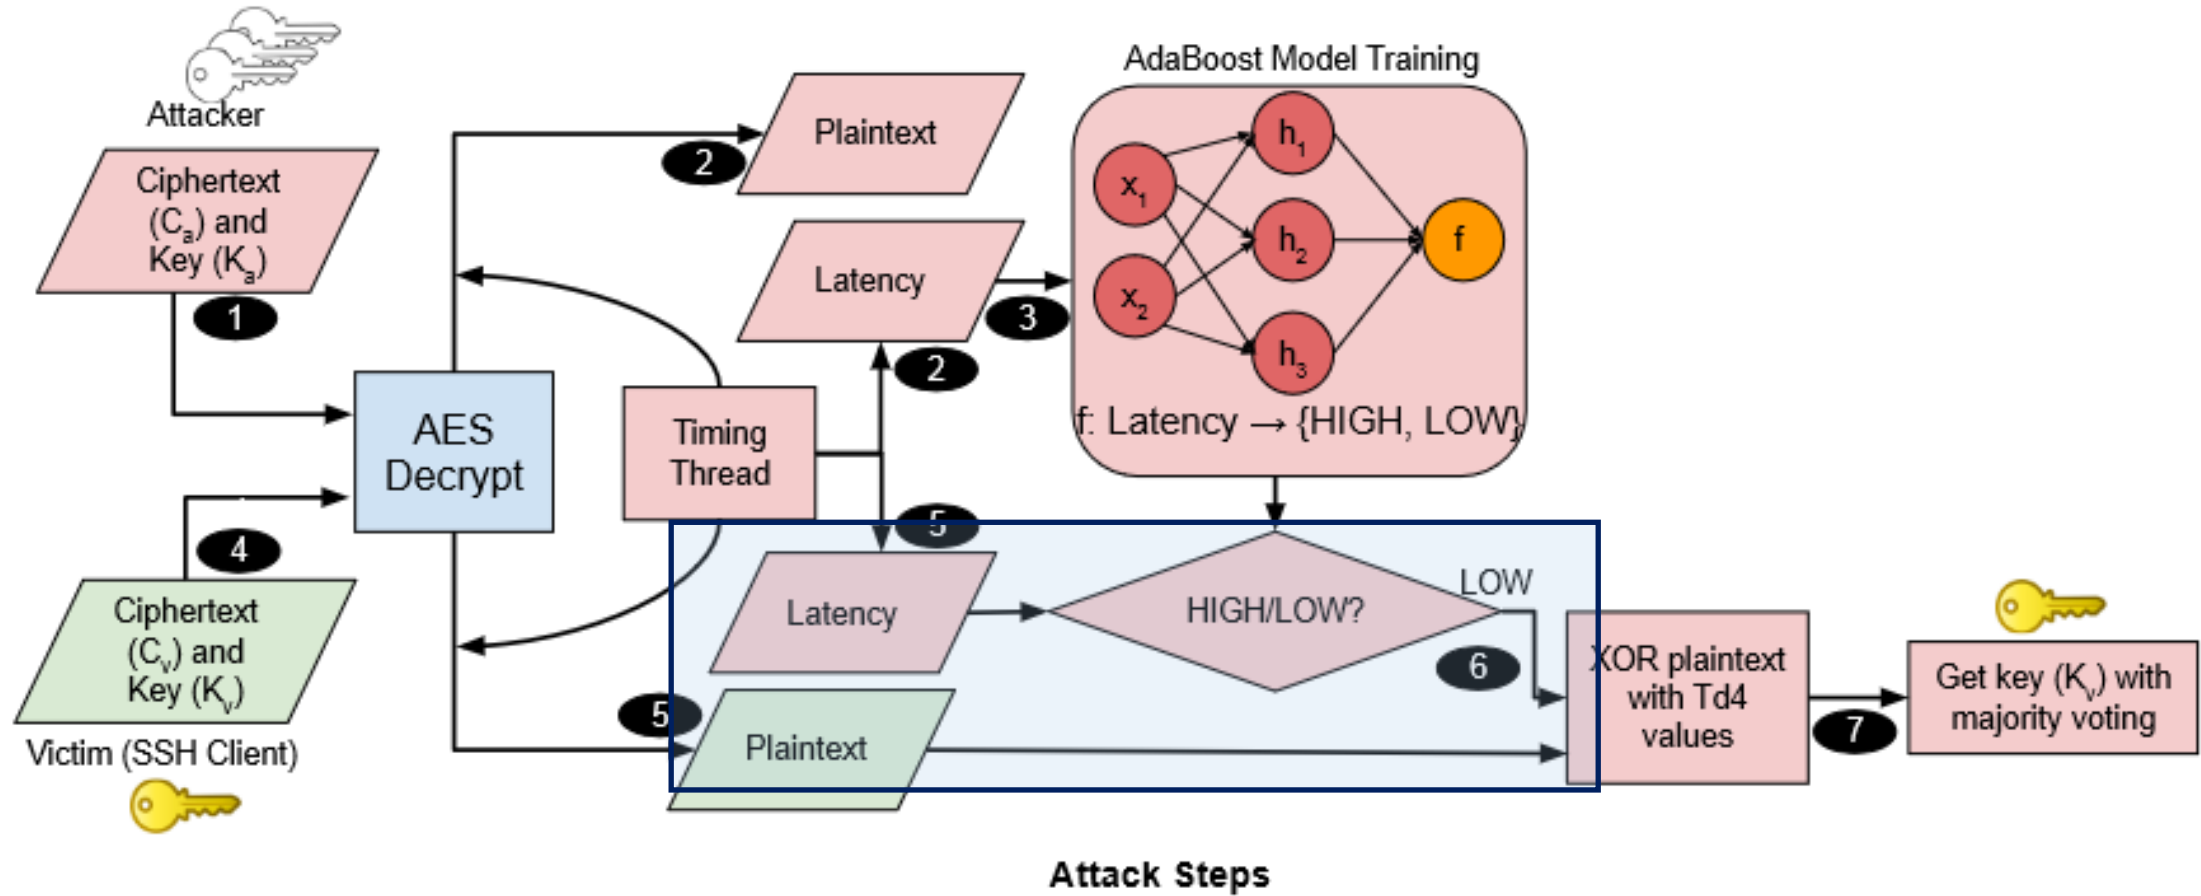 Attacker
Ciphertext
(Ca) and
Key (Ka)
1
AES
Decrypt
4
Ciphertext
(Cv) and
Key (Kv)
Victim (SSH Client)
2
Plaintext
Latency
2
3
Timing
Thread
AdaBoost Model Training
x1
x2
h1
h2
h3
f
f: Latency → {HIGH, LOW}
5
Latency
HIGH/LOW?
LOW
6
5
Plaintext
XOR plaintext
with Td4
values
7
Get key (Kv) with
majority voting
Attack Steps